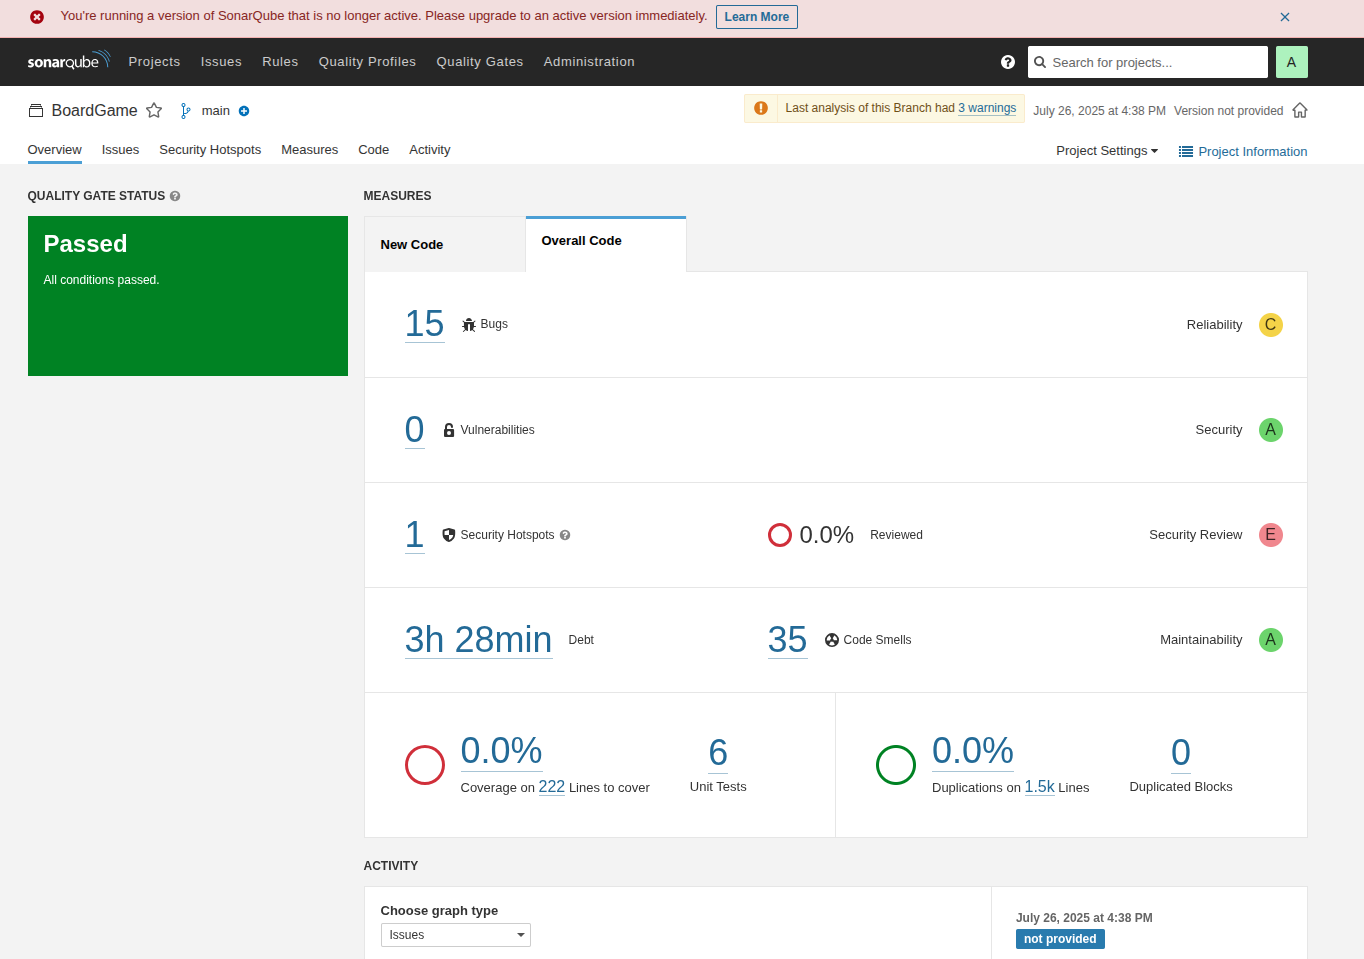 You're running a version of SonarQube that is no longer active. Please upgrade to an active version immediately. Learn More
sonarqube Projects Issues Rules Quality Profiles Quality Gates Administration Search for projects... A
BoardGame main Last analysis of this Branch had 3 warnings July 26, 2025 at 4:38 PM Version not provided
Overview Issues Security Hotspots Measures Code Activity Project Settings Project Information
QUALITY GATE STATUS
Passed
All conditions passed.
MEASURES
New Code Overall Code
15 Bugs Reliability C
0 Vulnerabilities Security A
1 Security Hotspots 0.0% Reviewed Security Review E
3h 28min Debt 35 Code Smells Maintainability A
0.0% 6 0.0% 0
Coverage on 222 Lines to cover Unit Tests Duplications on 1.5k Lines Duplicated Blocks
ACTIVITY
Choose graph type
Issues
July 26, 2025 at 4:38 PM
not provided